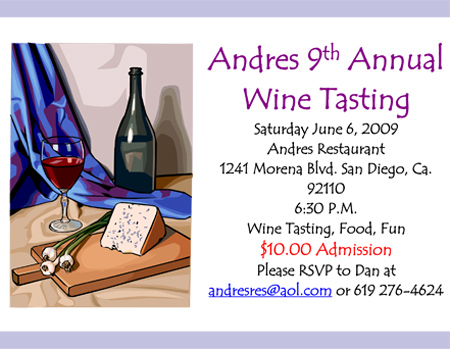 Andres 9th Annual
Wine Tasting
Saturday June 6, 2009
Andres Restaurant
1241 Morena Blvd. San Diego, Ca.
92110
6:30 P.M.
Wine Tasting, Food, Fun
$10.00 Admission
Please RSVP to Dan at
andresres@aol.com or 619 276-4624